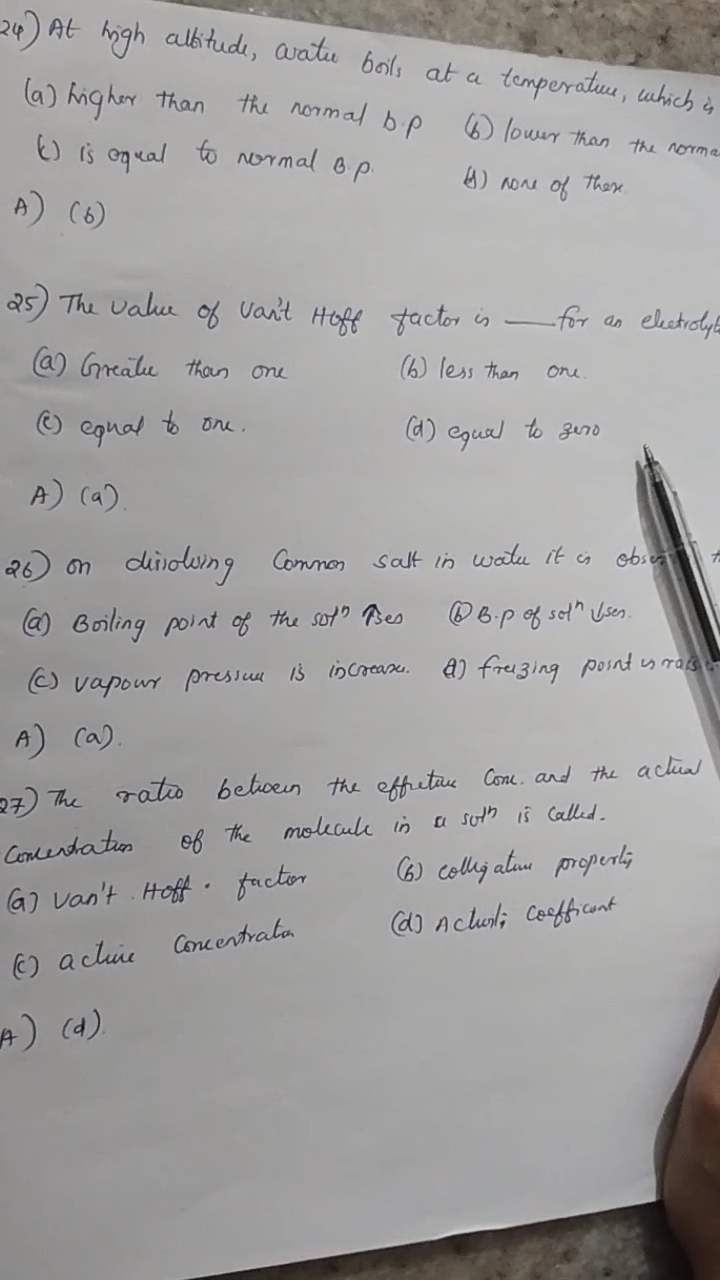 24) At high altitude, water boils at a temperature, which is
(a) higher than the normal b.p (b) lower than the norma
(c) is equal to normal B.p. (d) none of these.
A) (b)
25) The value of Van't Hoff factor is ___ for an electrolyt
(a) Greater than one (b) less than one.
(c) equal to one. (d) equal to zero
A) (a).
26) on dissolving Common salt in water it is obser
(a) Boiling point of the solⁿ ↑ses (b) B.p of solⁿ ↓ses.
(c) vapour pressure is increase. d) freezing point is rais
A) (a).
27) The ratio between the effective Conc. and the actual
Concentration of the molecule in a solⁿ is called.
(a) Van't Hoff. factor (b) colligative property
(c) active Concentration (d) Activity Coefficient
A) (d).